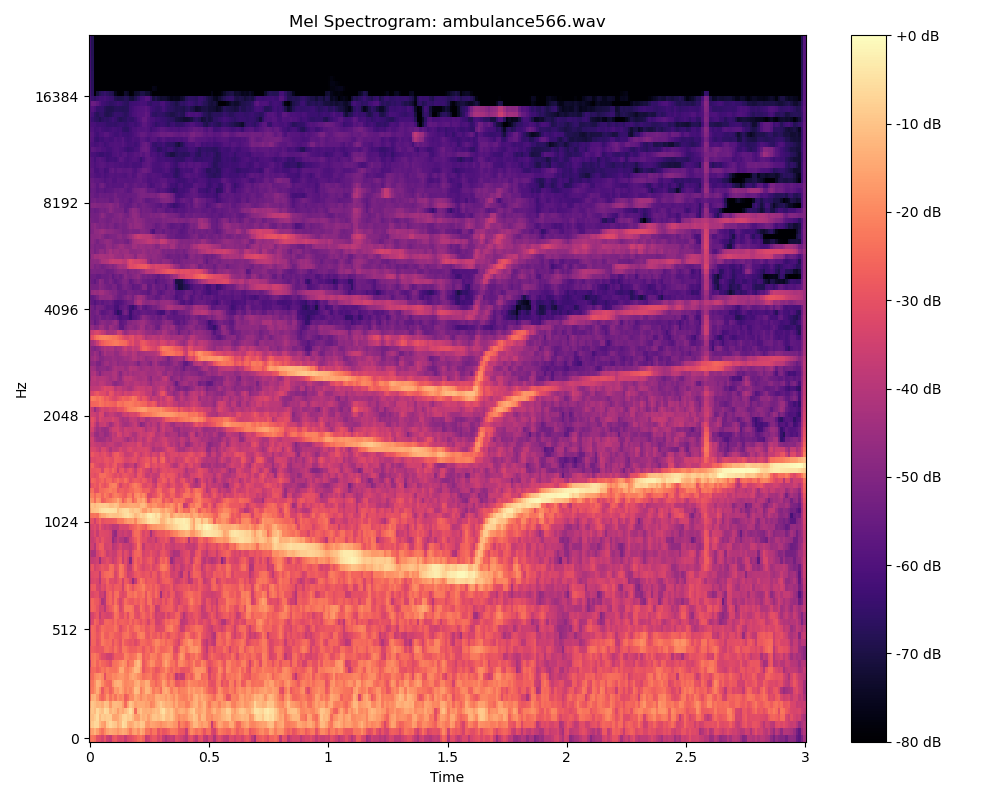 Mel Spectrogram: ambulance566.wav
+0 dB
16384
-10 dB
8192
-20 dB
4096
-30 dB
Hz
-40 dB
2048
-50 dB
1024
-60 dB
512
-70 dB
0
-80 dB
0 0.5 1 1.5 2 2.5 3
Time